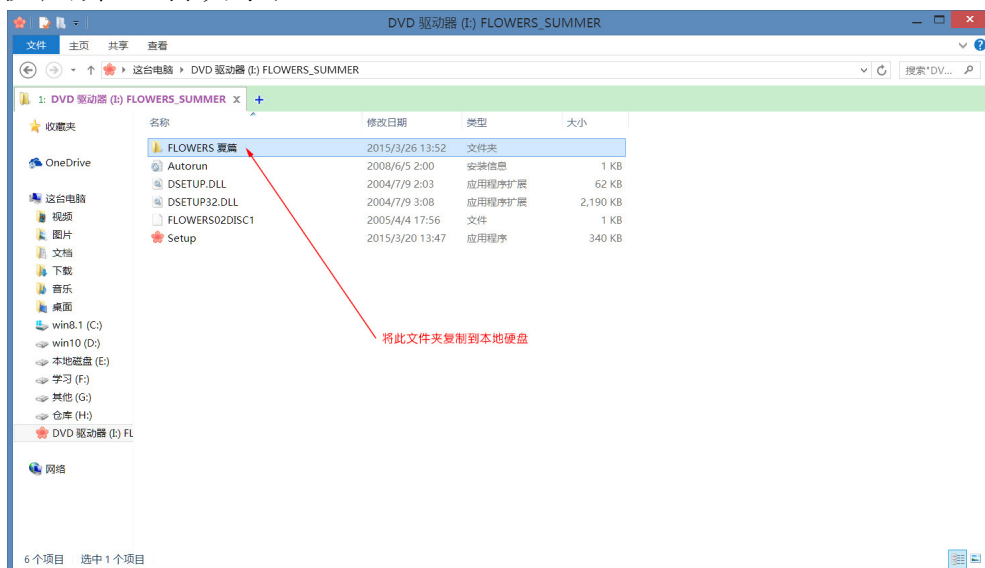 DVD 驱动器 (I:) FLOWERS_SUMMER
文件 主页 共享 查看
这台电脑 DVD 驱动器 (I:) FLOWERS_SUMMER
搜索"DV...
1: DVD 驱动器 (I:) FLOWERS_SUMMER x +
名称 修改日期 类型 大小
FLOWERS 夏篇 2015/3/26 13:52 文件夹
Autorun 2008/6/5 2:00 安装信息 1 KB
DSETUP.DLL 2004/7/9 2:03 应用程序扩展 62 KB
DSETUP32.DLL 2004/7/9 3:08 应用程序扩展 2,190 KB
FLOWERS02DISC1 2005/4/4 17:56 文件 1 KB
Setup 2015/3/20 13:47 应用程序 340 KB
收藏夹
OneDrive
这台电脑
视频
图片
文档
下载
音乐
桌面
win8.1 (C:)
win10 (D:)
本地磁盘 (E:)
学习 (F:)
其他 (G:)
仓库 (H:)
DVD 驱动器 (I:) FL
网络
将此文件夹复制到本地硬盘
6 个项目 选中 1 个项目